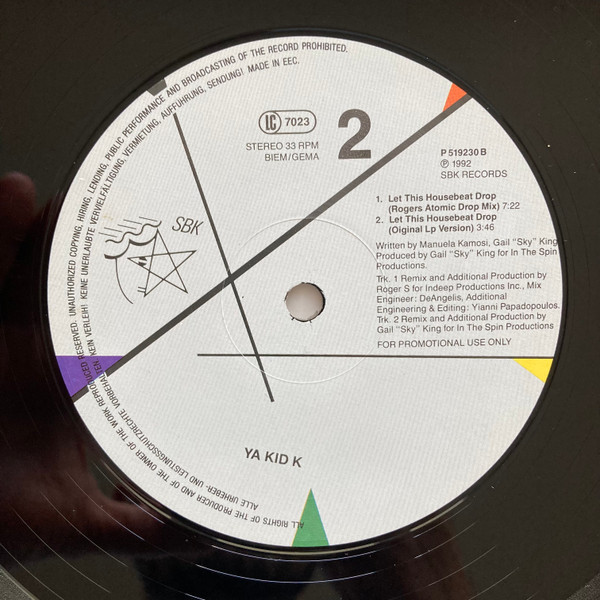 ALL RIGHTS OF THE PRODUCER AND OF THE OWNER OF THE WORK REPRODUCED RESERVED. UNAUTHORIZED COPYING, HIRING, LENDING, PUBLIC PERFORMANCE AND BROADCASTING OF THE RECORD PROHIBITED.
ALLE URHEBER- UND LEISTUNGSSCHUTZRECHTE VORBEHALTEN. KEIN VERLEIH! KEINE UNERLAUBTE VERVIELFÄLTIGUNG, VERMIETUNG, AUFFÜHRUNG, SENDUNG! MADE IN EEC.
LC 7023
STEREO 33 RPM
BIEM/GEMA
2
P 519230 B
℗ 1992
SBK RECORDS
SBK
1. Let This Housebeat Drop
(Rogers Atomic Drop Mix) 7:22
2. Let This Housebeat Drop
(Oiginal Lp Version) 3:46
Written by Manuela Kamosi, Gail "Sky" King
Produced by Gail "Sky" King for In The Spin
Productions.
Trk. 1 Remix and Additional Production by
Roger S for Indeep Productions Inc., Mix
Engineer: DeAngelis, Additional
Engineering & Editing: Yianni Papadopoulos.
Trk. 2 Remix and Additional Production by
Gail "Sky" King for In The Spin Productions
FOR PROMOTIONAL USE ONLY
YA KID K